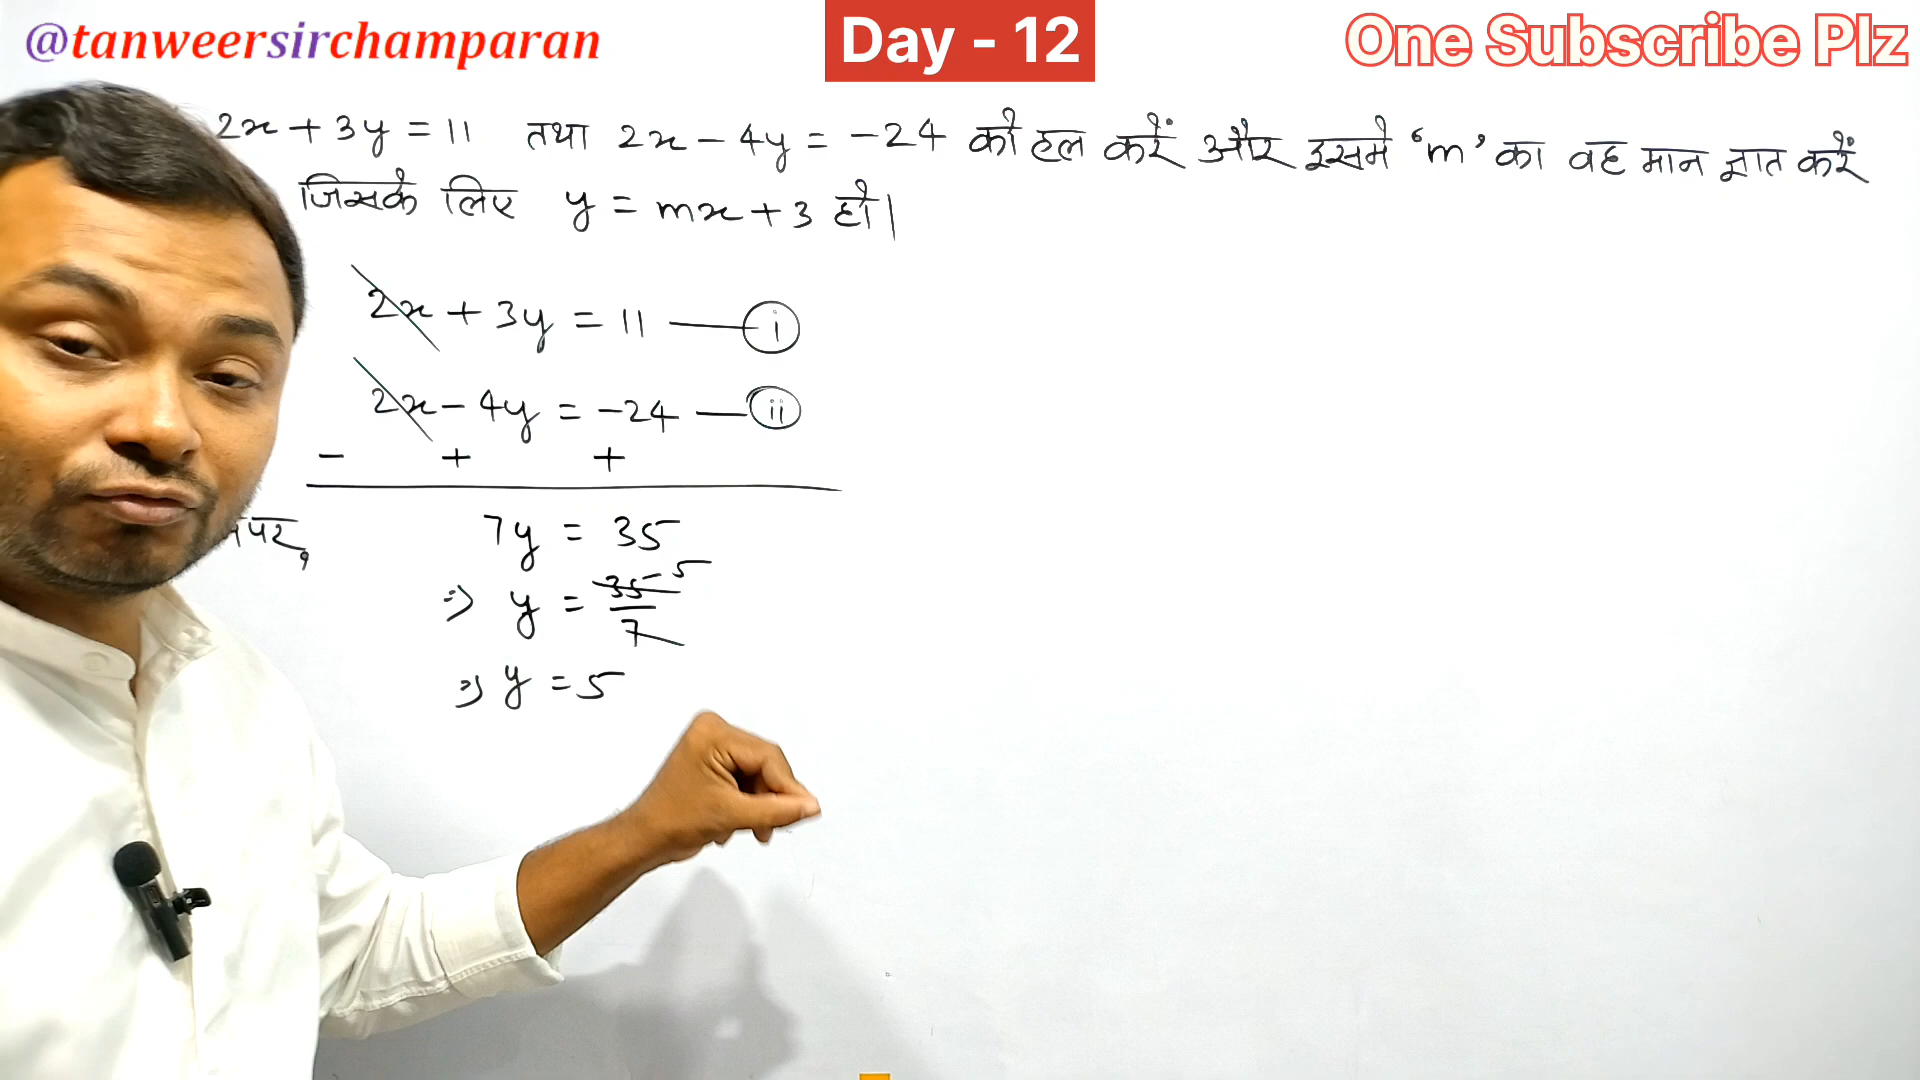 @tanweersirchamparan
Day - 12
One Subscribe Plz
2x + 3y = 11 तथा 2x - 4y = -24 को हल करें और इसमे 'm' का वह मान ज्ञात करें
जिसके लिए y = mx + 3 हो।
2x + 3y = 11 — i
2x - 4y = -24 — ii
- + +
7y = 35
⇒ y = 35/7 5
⇒ y = 5